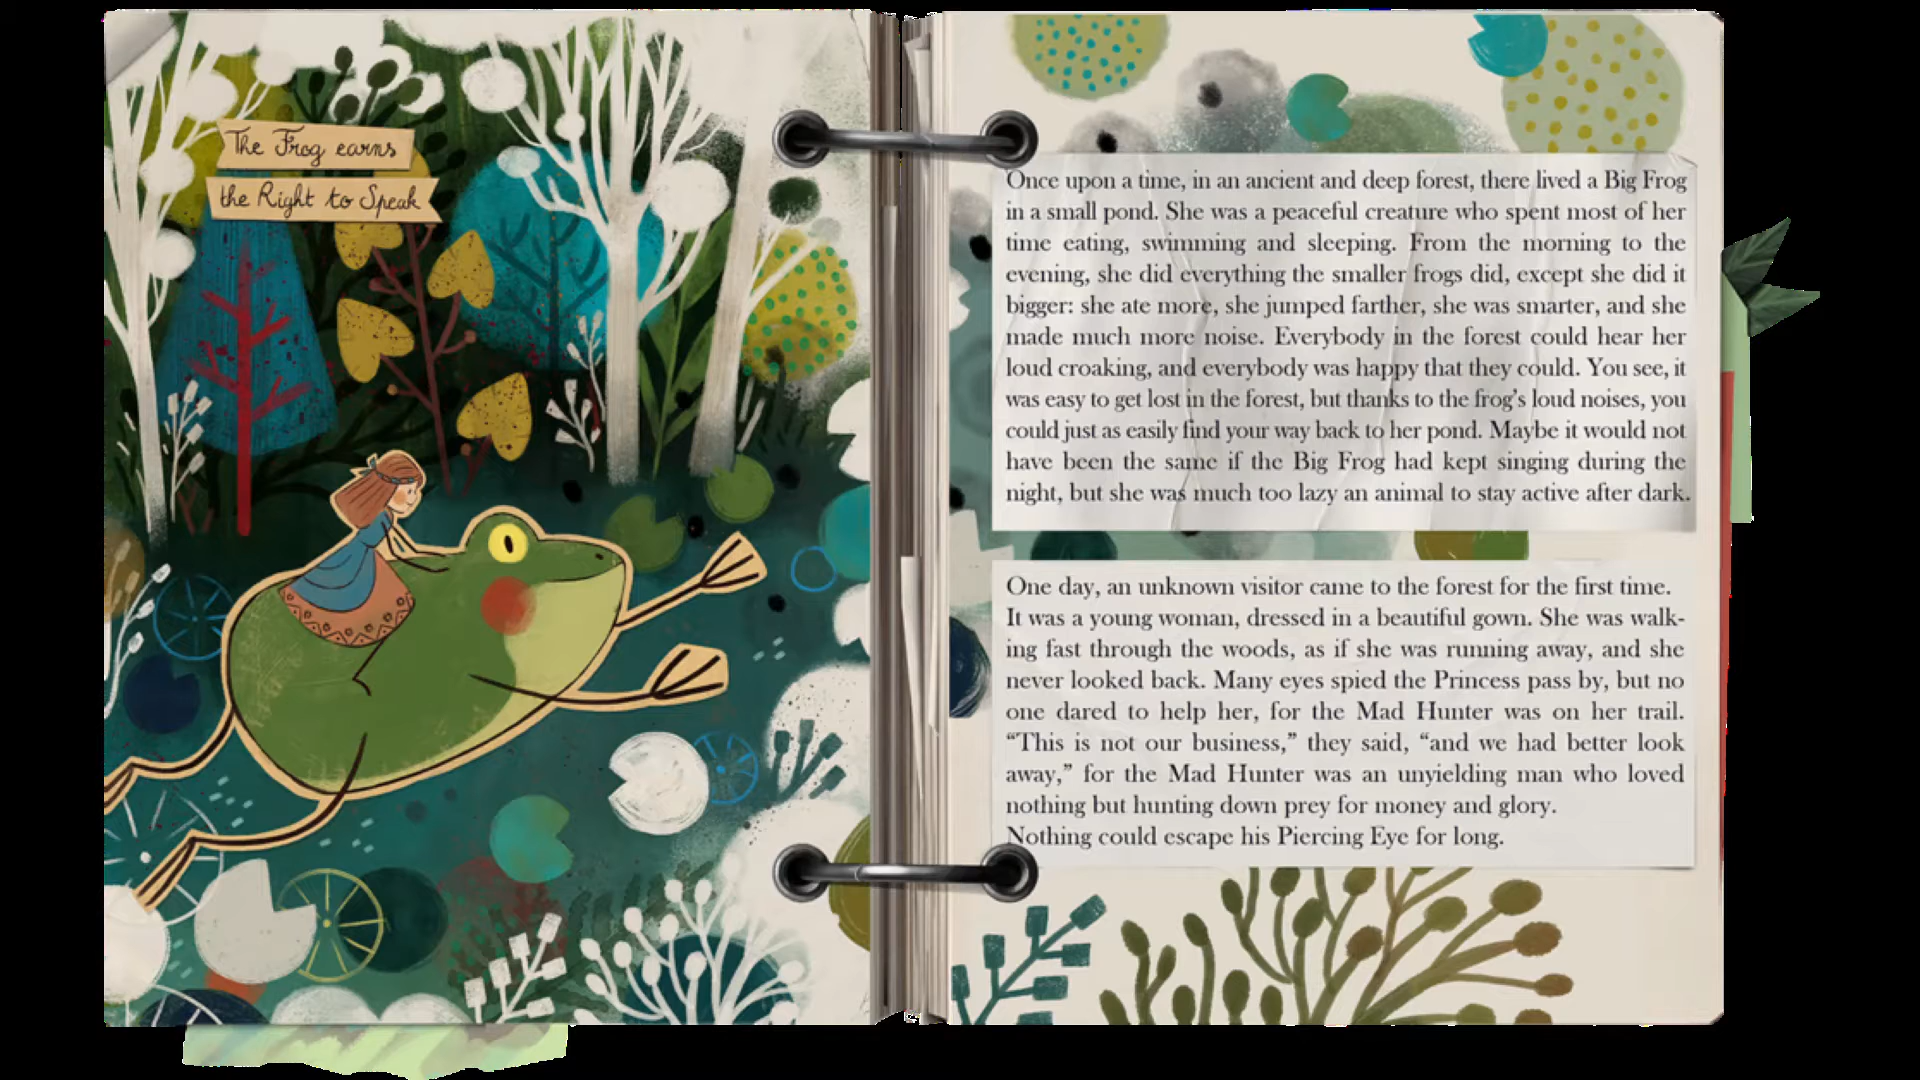 The Frog earns
the Right to Speak
Once upon a time, in an ancient and deep forest, there lived a Big Frog
in a small pond. She was a peaceful creature who spent most of her
time eating, swimming and sleeping. From the morning to the
evening, she did everything the smaller frogs did, except she did it
bigger: she ate more, she jumped farther, she was smarter, and she
made much more noise. Everybody in the forest could hear her
loud croaking, and everybody was happy that they could. You see, it
was easy to get lost in the forest, but thanks to the frog’s loud noises, you
could just as easily find your way back to her pond. Maybe it would not
have been the same if the Big Frog had kept singing during the
night, but she was much too lazy an animal to stay active after dark.
One day, an unknown visitor came to the forest for the first time.
It was a young woman, dressed in a beautiful gown. She was walk-
ing fast through the woods, as if she was running away, and she
never looked back. Many eyes spied the Princess pass by, but no
one dared to help her, for the Mad Hunter was on her trail.
“This is not our business,” they said, “and we had better look
away,” for the Mad Hunter was an unyielding man who loved
nothing but hunting down prey for money and glory.
Nothing could escape his Piercing Eye for long.